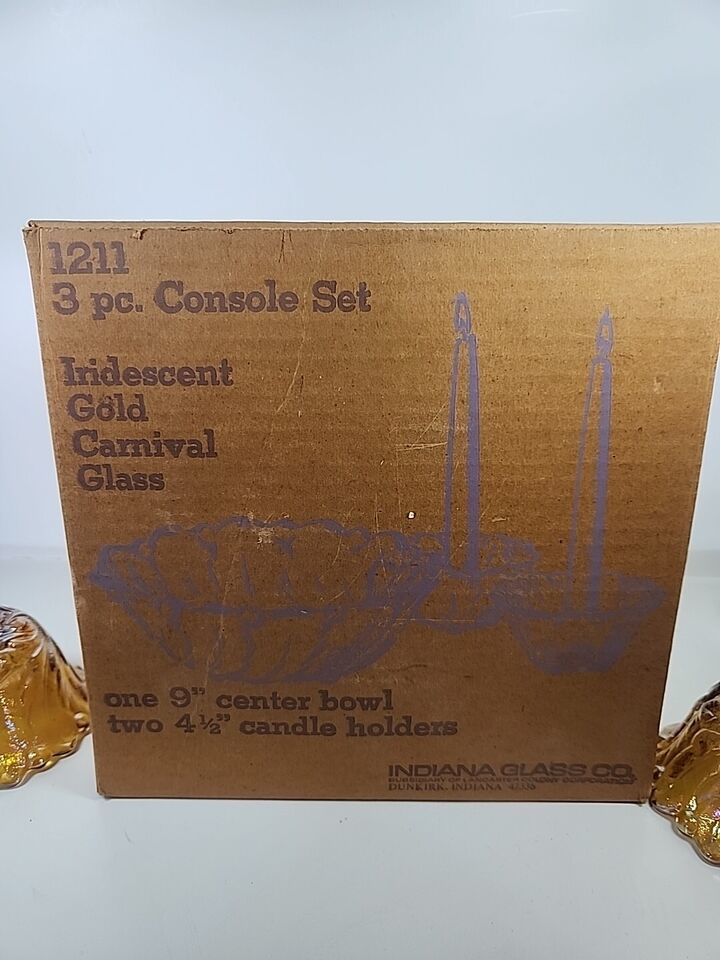 1211
3 pc. Console Set
Iridescent
Gold
Carnival
Glass
one 9" center bowl
two 4½" candle holders
INDIANA GLASS CO.
SUBSIDIARY OF LANCASTER COLONY CORPORATION
DUNKIRK, INDIANA 47336